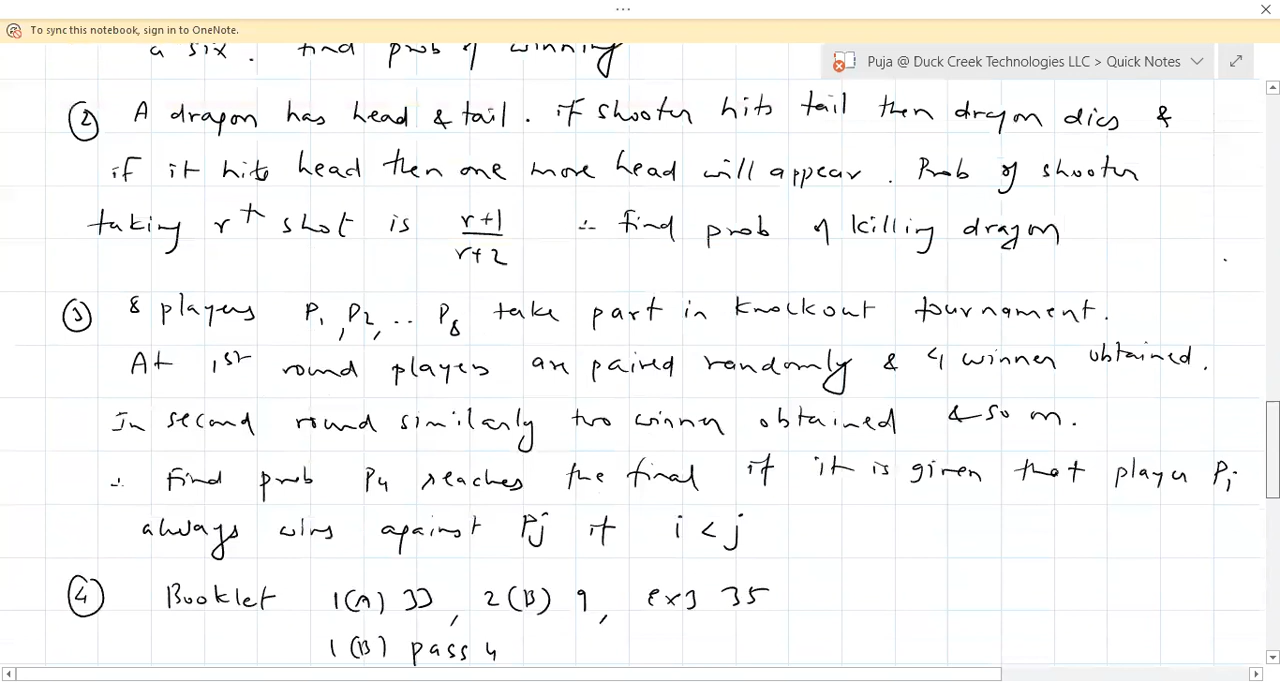 ...
To sync this notebook, sign in to OneNote.
a six. find prob of winning
Puja @ Duck Creek Technologies LLC > Quick Notes
② A dragon has head & tail. if shooter hits tail then dragon dies &
if it hits head then one more head will appear. Prob of shooter
taking rth shot is r+1/r+2 ∴ find prob of killing dragon
③ 8 players P1, P2, .. P8 take part in knockout tournament.
At 1st round players are paired randomly & 4 winner obtained.
In second round similarly two winner obtained & so on.
∴ Find prob P4 reaches the final if it is given that player Pi
always wins against Pj if i < j
④ Booklet 1(A) 33, 2(B) 9, ex3 35
1(B) pass 4